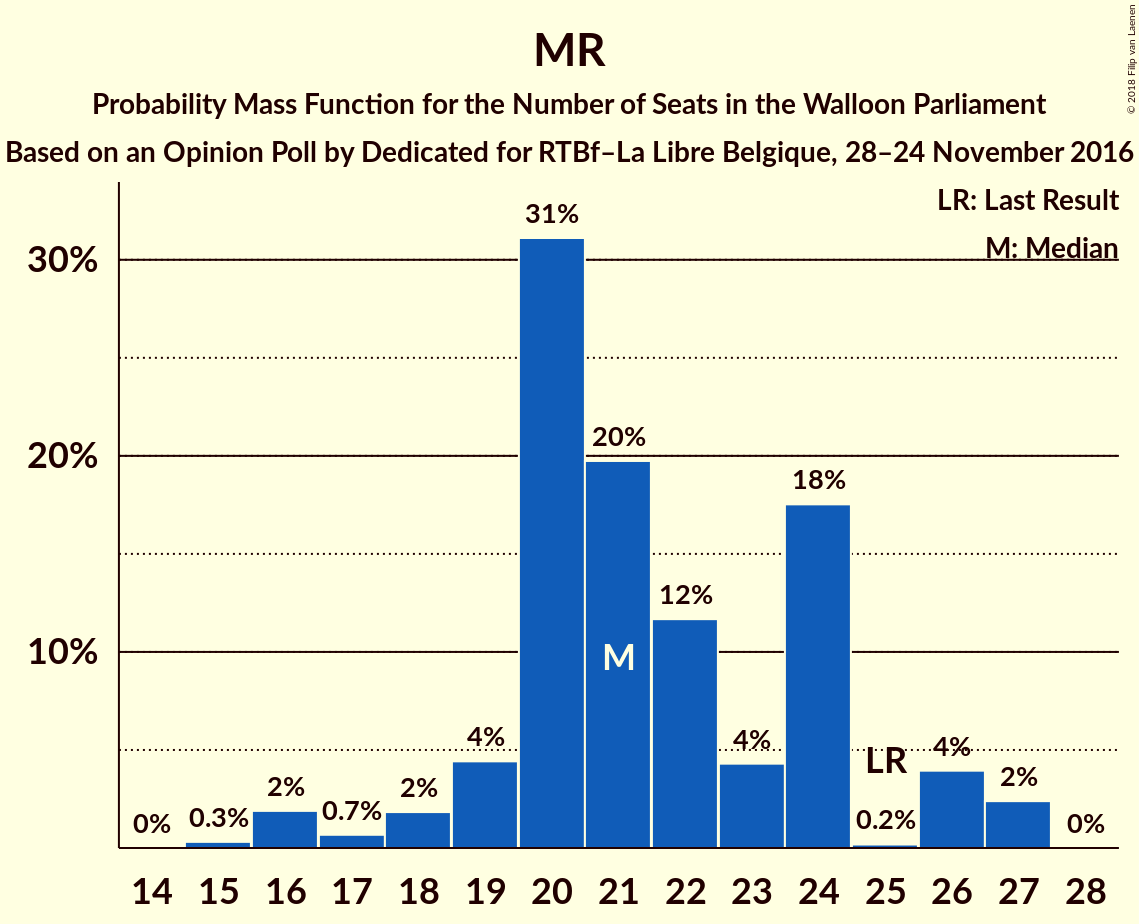 MR
Probability Mass Function for the Number of Seats in the Walloon Parliament
Based on an Opinion Poll by Dedicated for RTBf–La Libre Belgique, 28–24 November 2016
© 2018 Filip van Laenen
LR: Last Result
M: Median
30%
20%
10%
0% 0.3% 2% 0.7% 2% 4% 31% 20% 12% 4% 18% 0.2% 4% 2% 0%
M
LR
14 15 16 17 18 19 20 21 22 23 24 25 26 27 28